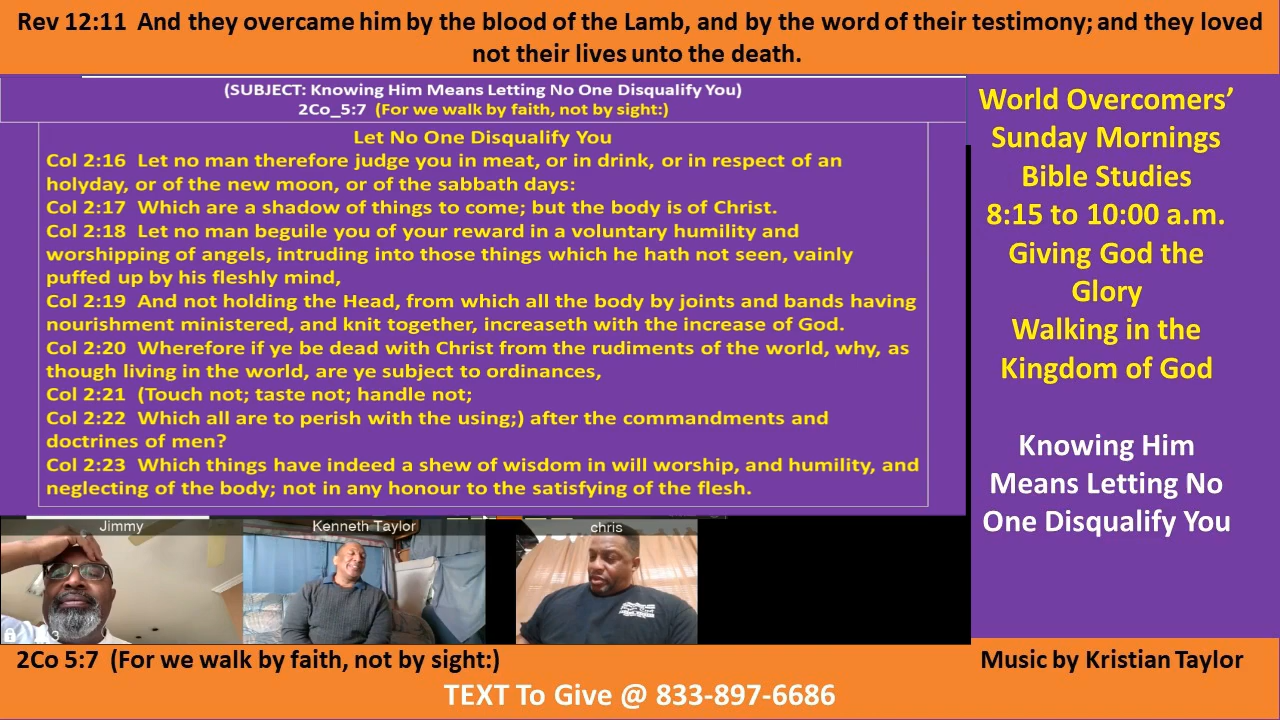 Rev 12:11  And they overcame him by the blood of the Lamb, and by the word of their testimony; and they loved
not their lives unto the death.
(SUBJECT: Knowing Him Means Letting No One Disqualify You)
2Co_5:7  (For we walk by faith, not by sight:)
Let No One Disqualify You
Col 2:16  Let no man therefore judge you in meat, or in drink, or in respect of an
holyday, or of the new moon, or of the sabbath days:
Col 2:17  Which are a shadow of things to come; but the body is of Christ.
Col 2:18  Let no man beguile you of your reward in a voluntary humility and
worshipping of angels, intruding into those things which he hath not seen, vainly
puffed up by his fleshly mind,
Col 2:19  And not holding the Head, from which all the body by joints and bands having
nourishment ministered, and knit together, increaseth with the increase of God.
Col 2:20  Wherefore if ye be dead with Christ from the rudiments of the world, why, as
though living in the world, are ye subject to ordinances,
Col 2:21  (Touch not; taste not; handle not;
Col 2:22  Which all are to perish with the using;) after the commandments and
doctrines of men?
Col 2:23  Which things have indeed a shew of wisdom in will worship, and humility, and
neglecting of the body; not in any honour to the satisfying of the flesh.
World Overcomers'
Sunday Mornings
Bible Studies
8:15 to 10:00 a.m.
Giving God the
Glory
Walking in the
Kingdom of God
Knowing Him
Means Letting No
One Disqualify You
Jimmy
Kenneth Taylor
chris
2Co 5:7  (For we walk by faith, not by sight:)
Music by Kristian Taylor
TEXT To Give @ 833-897-6686